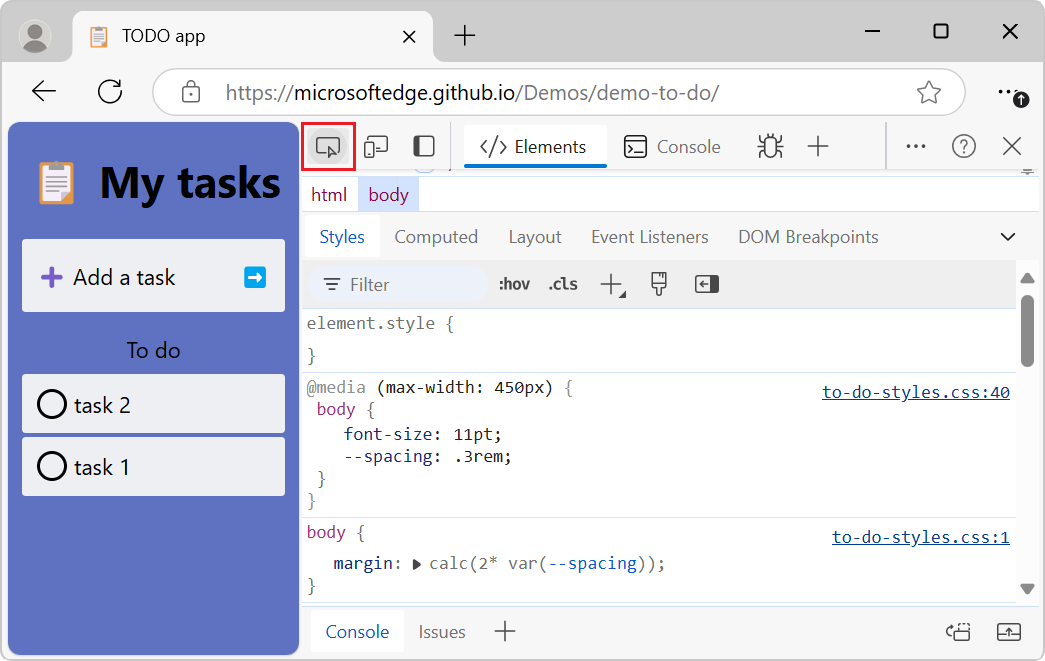 TODO app
https://microsoftedge.github.io/Demos/demo-to-do/
My tasks
Add a task
To do
task 2
task 1
Elements
Console
html body
Styles Computed Layout Event Listeners DOM Breakpoints
Filter :hov .cls
element.style {
}
@media (max-width: 450px) { to-do-styles.css:40
body {
font-size: 11pt;
--spacing: .3rem;
}
}
body { to-do-styles.css:1
margin: calc(2* var(--spacing));
}
Console Issues